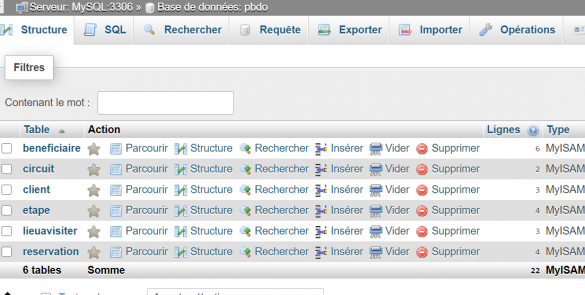 Serveur: MySQL:3306 » Base de données: pbdo
Structure SQL Rechercher Requête Exporter Importer Opérations
Filtres
Contenant le mot :
Table Action Lignes Type
beneficiaire Parcourir Structure Rechercher Insérer Vider Supprimer 6 MyISAM
circuit Parcourir Structure Rechercher Insérer Vider Supprimer 2 MyISAM
client Parcourir Structure Rechercher Insérer Vider Supprimer 3 MyISAM
etape Parcourir Structure Rechercher Insérer Vider Supprimer 4 MyISAM
lieuavisiter Parcourir Structure Rechercher Insérer Vider Supprimer 3 MyISAM
reservation Parcourir Structure Rechercher Insérer Vider Supprimer 4 MyISAM
6 tables Somme 22 MyISAM